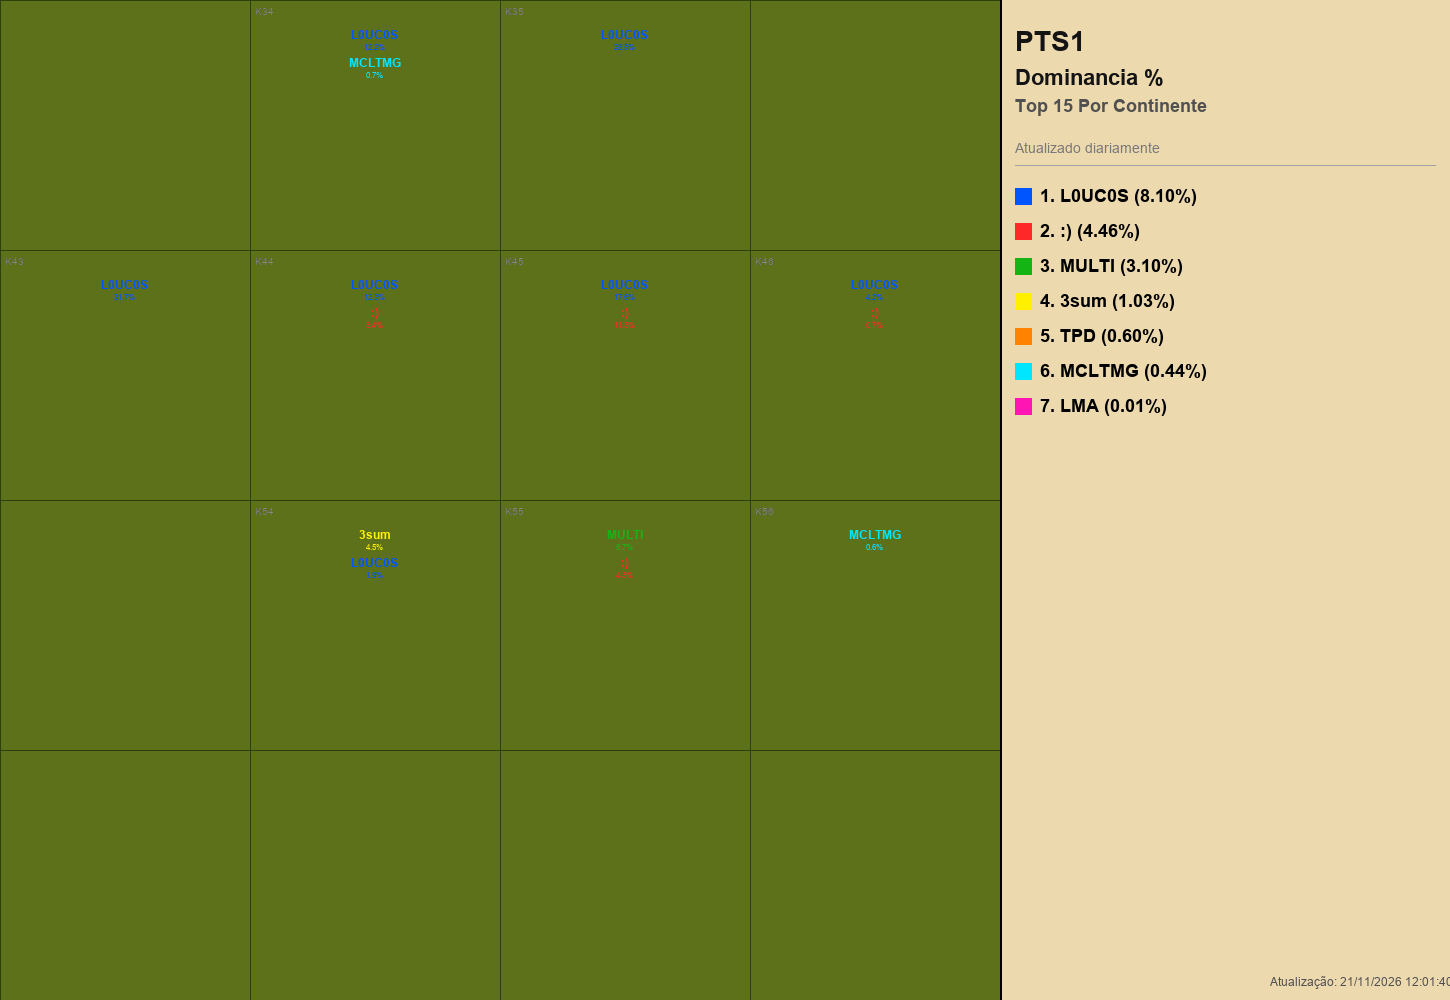 K34
L0UC0S
MCLTMG
0.7%
K35
L0UC0S
K43
L0UC0S
K44
L0UC0S
:)
K45
L0UC0S
:)
K46
L0UC0S
:)
K54
3sum
4.5%
L0UC0S
K55
MULTI
:)
K56
MCLTMG
0.6%
PTS1
Dominancia %
Top 15 Por Continente
Atualizado diariamente
1. L0UC0S (8.10%)
2. :) (4.46%)
3. MULTI (3.10%)
4. 3sum (1.03%)
5. TPD (0.60%)
6. MCLTMG (0.44%)
7. LMA (0.01%)
Atualização: 21/11/2026 12:01:40